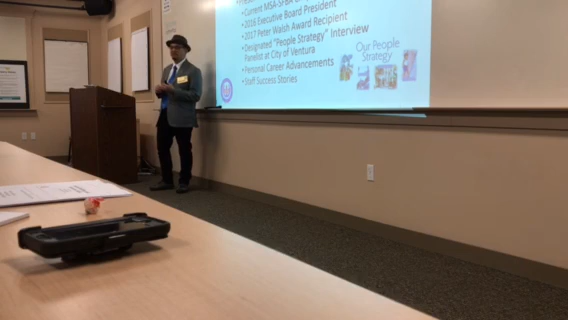 •Current MSA-SFBA
•2016 Executive Board President
•2017 Peter Walsh Award Recipient
•Designated "People Strategy" Interview
Panelist at City of Ventura
•Personal Career Advancements
•Staff Success Stories
Our People
Strategy